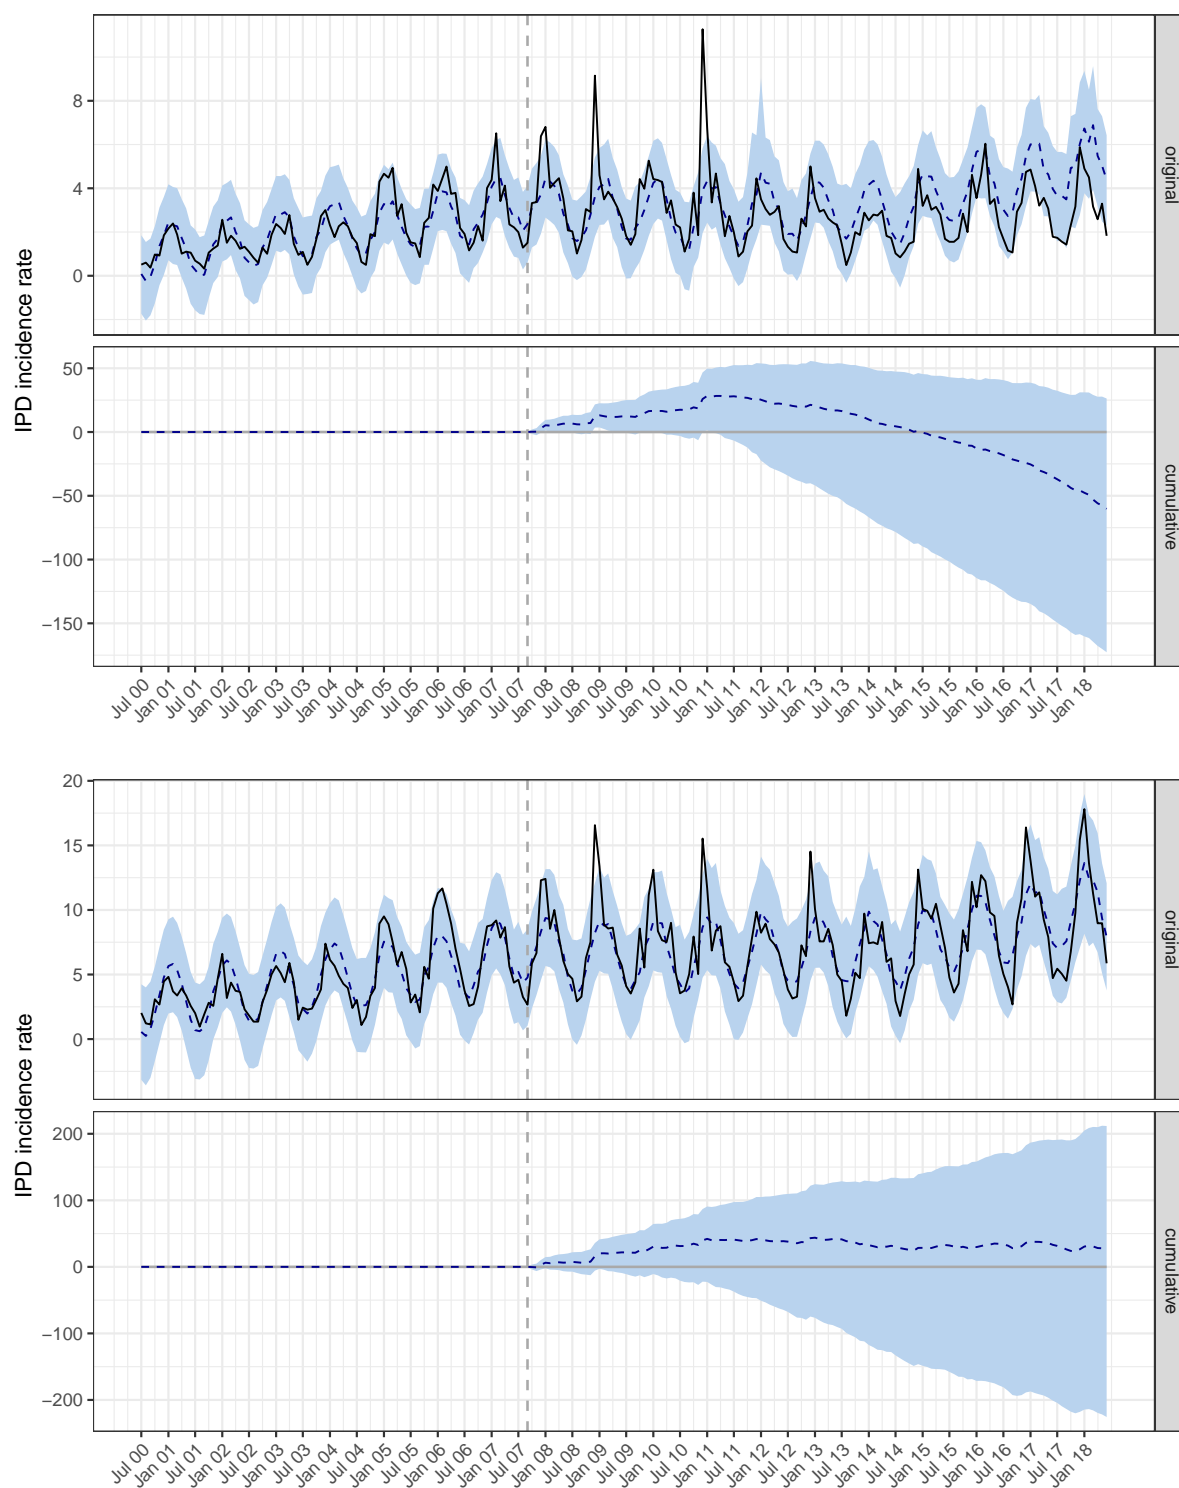 8
4
0
original
IPD incidence rate
50
0
−50
−100
−150
cumulative
Jul 00
Jan 01
Jul 01
Jan 02
Jul 02
Jan 03
Jul 03
Jan 04
Jul 04
Jan 05
Jul 05
Jan 06
Jul 06
Jan 07
Jul 07
Jan 08
Jul 08
Jan 09
Jul 09
Jan 10
Jul 10
Jan 11
Jul 11
Jan 12
Jul 12
Jan 13
Jul 13
Jan 14
Jul 14
Jan 15
Jul 15
Jan 16
Jul 16
Jan 17
Jul 17
Jan 18
20
15
10
5
0
original
IPD incidence rate
200
100
0
−100
−200
cumulative
Jul 00
Jan 01
Jul 01
Jan 02
Jul 02
Jan 03
Jul 03
Jan 04
Jul 04
Jan 05
Jul 05
Jan 06
Jul 06
Jan 07
Jul 07
Jan 08
Jul 08
Jan 09
Jul 09
Jan 10
Jul 10
Jan 11
Jul 11
Jan 12
Jul 12
Jan 13
Jul 13
Jan 14
Jul 14
Jan 15
Jul 15
Jan 16
Jul 16
Jan 17
Jul 17
Jan 18